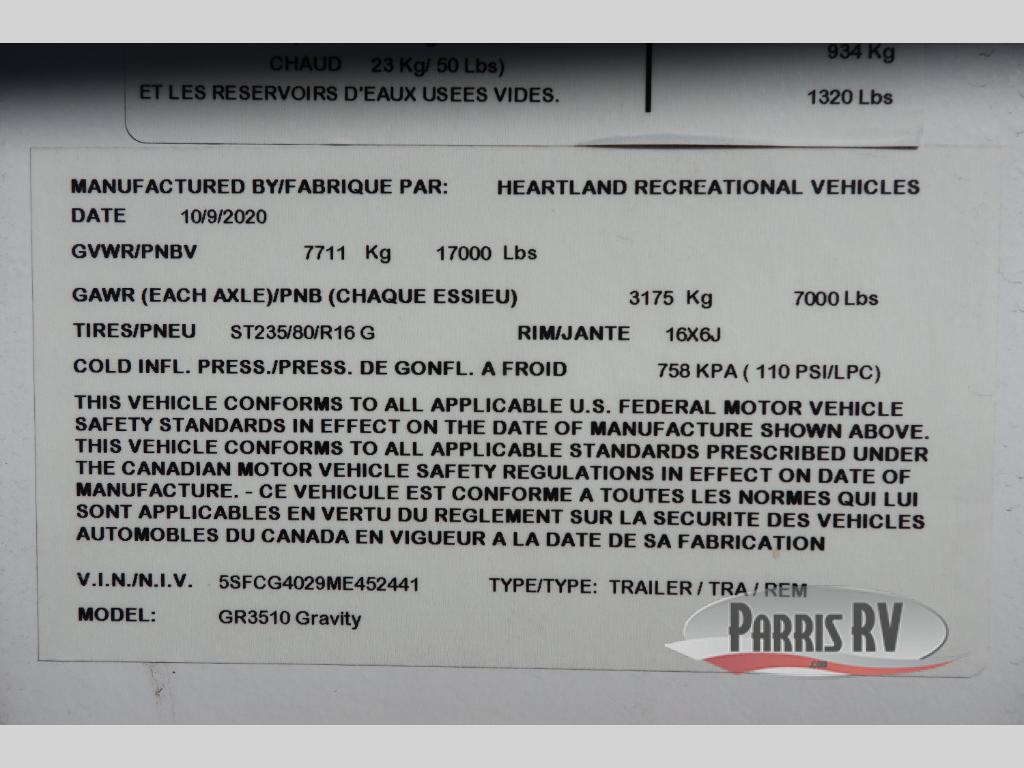 CHAUD 23 Kg/ 50 Lbs)
934 Kg
ET LES RESERVOIRS D'EAUX USEES VIDES.
1320 Lbs
MANUFACTURED BY/FABRIQUE PAR: HEARTLAND RECREATIONAL VEHICLES
DATE 10/9/2020
GVWR/PNBV 7711 Kg 17000 Lbs
GAWR (EACH AXLE)/PNB (CHAQUE ESSIEU) 3175 Kg 7000 Lbs
TIRES/PNEU ST235/80/R16 G RIM/JANTE 16X6J
COLD INFL. PRESS./PRESS. DE GONFL. A FROID 758 KPA ( 110 PSI/LPC)
THIS VEHICLE CONFORMS TO ALL APPLICABLE U.S. FEDERAL MOTOR VEHICLE
SAFETY STANDARDS IN EFFECT ON THE DATE OF MANUFACTURE SHOWN ABOVE.
THIS VEHICLE CONFORMS TO ALL APPLICABLE STANDARDS PRESCRIBED UNDER
THE CANADIAN MOTOR VEHICLE SAFETY REGULATIONS IN EFFECT ON DATE OF
MANUFACTURE. - CE VEHICULE EST CONFORME A TOUTES LES NORMES QUI LUI
SONT APPLICABLES EN VERTU DU REGLEMENT SUR LA SECURITE DES VEHICLES
AUTOMOBLES DU CANADA EN VIGUEUR A LA DATE DE SA FABRICATION
V.I.N./N.I.V. 5SFCG4029ME452441 TYPE/TYPE: TRAILER / TRA / REM
MODEL: GR3510 Gravity
PARRIS RV
.com